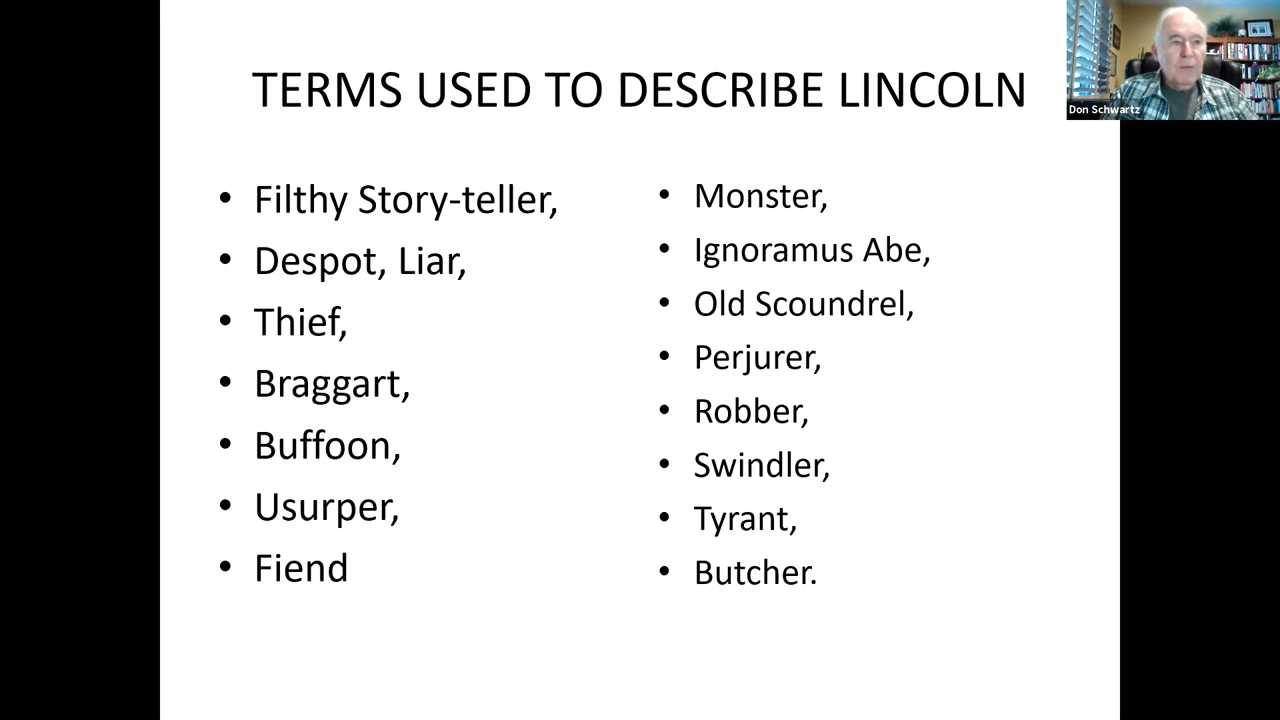 TERMS USED TO DESCRIBE LINCOLN
• Filthy Story-teller,
• Despot, Liar,
• Thief,
• Braggart,
• Buffoon,
• Usurper,
• Fiend
• Monster,
• Ignoramus Abe,
• Old Scoundrel,
• Perjurer,
• Robber,
• Swindler,
• Tyrant,
• Butcher.
Don Schwartz